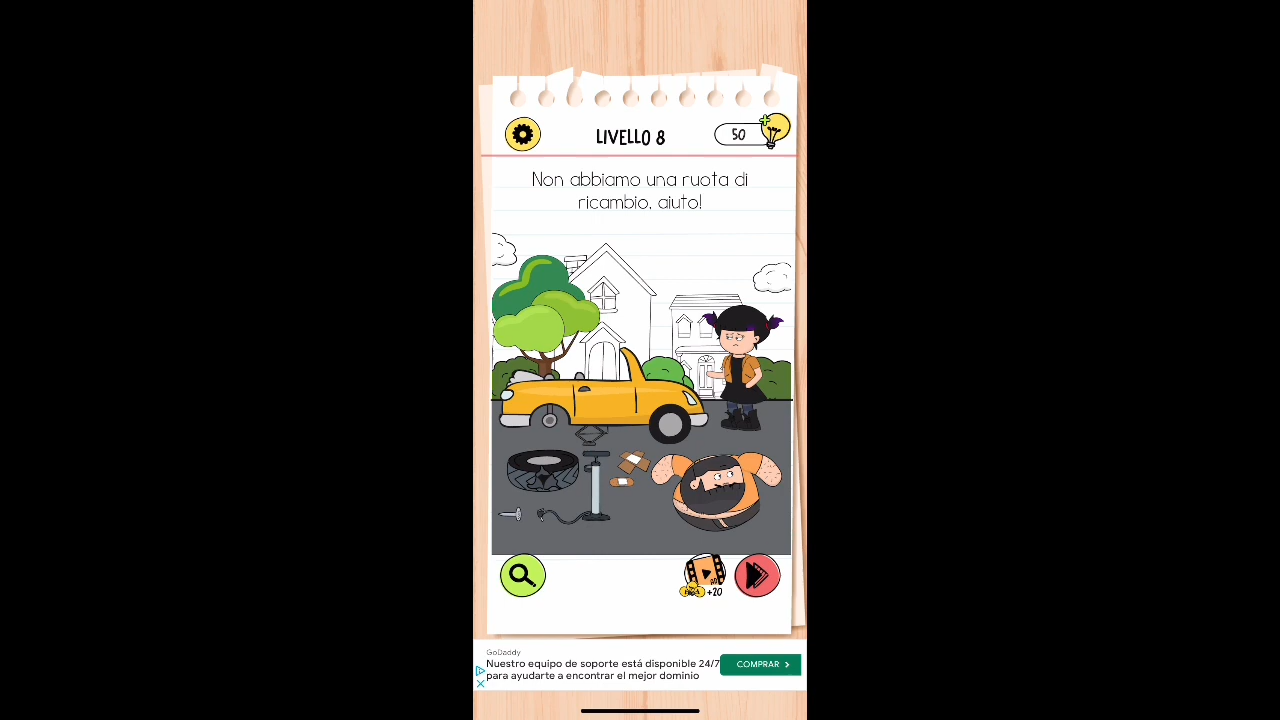 LIVELLO 8
50
Non abbiamo una ruota di
ricambio, aiuto!
+20
GoDaddy
Nuestro equipo de soporte está disponible 24/7
para ayudarte a encontrar el mejor dominio
COMPRAR